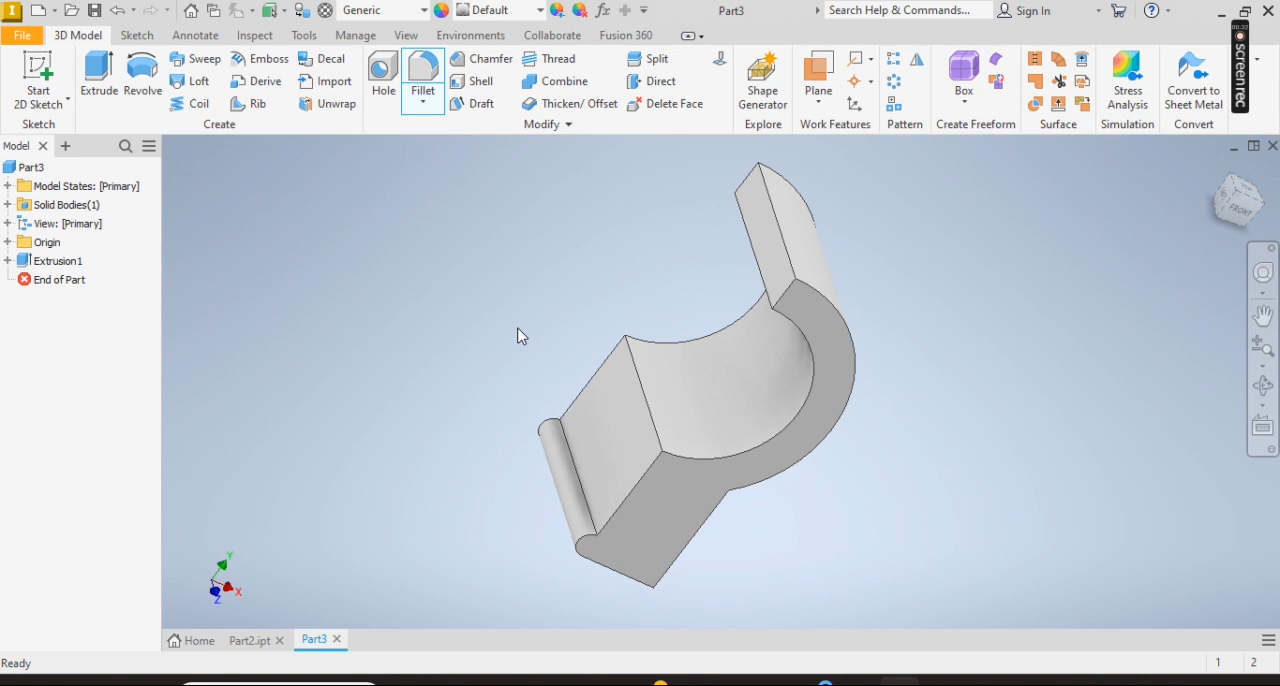 I Generic Default fx Part3 Search Help & Commands... Sign In
File 3D Model Sketch Annotate Inspect Tools Manage View Environments Collaborate Fusion 360
Start
2D Sketch
Sketch
Extrude Revolve
Sweep Emboss Decal
Loft Derive Import
Coil Rib Unwrap
Create
Hole Fillet
Chamfer Thread Split
Shell Combine Direct
Draft Thicken/ Offset Delete Face
Modify
Shape
Generator
Explore
Plane
Work Features
Pattern
Box
Create Freeform
Surface
Stress
Analysis
Simulation
Convert to
Sheet Metal
Convert
screenrec
Model
Part3
Model States: [Primary]
Solid Bodies(1)
View: [Primary]
Origin
Extrusion1
End of Part
FRONT
Y
X
Z
Home Part2.ipt Part3
Ready 1 2